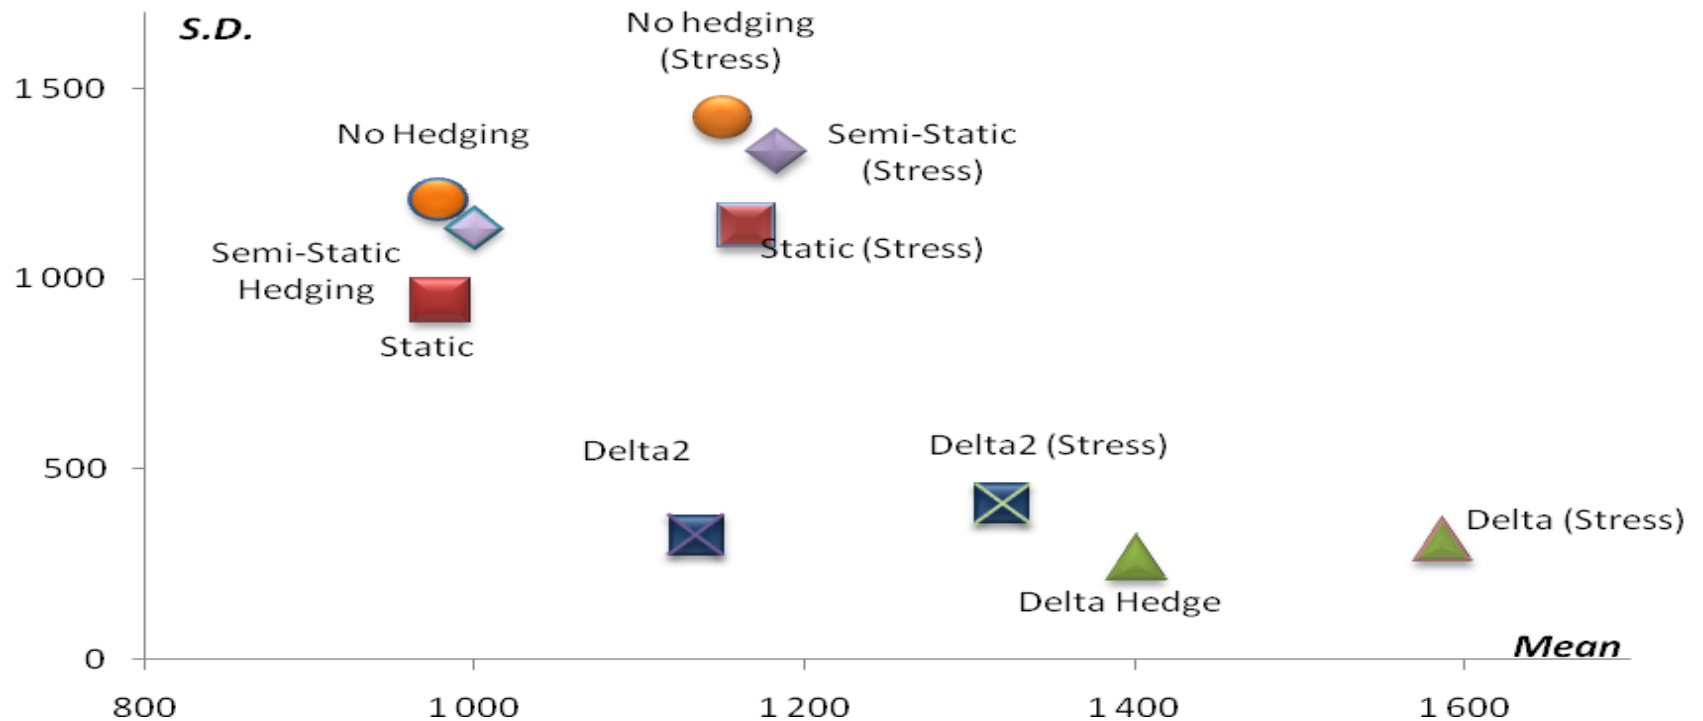 S.D.
No hedging
(Stress)
1 500
No Hedging
Semi-Static
(Stress)
Semi-Static
Hedging
Static (Stress)
1 000
Static
500
Delta2
Delta2 (Stress)
Delta (Stress)
Delta Hedge
Mean
0
800
1 000
1 200
1 400
1 600